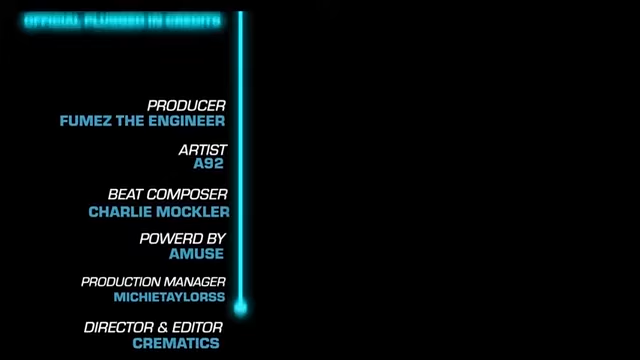 OFFICIAL PLUGGED IN CREDITS
PRODUCER
FUMEZ THE ENGINEER
ARTIST
A92
BEAT COMPOSER
CHARLIE MOCKLER
POWERD BY
AMUSE
PRODUCTION MANAGER
MICHIETAYLORSS
DIRECTOR & EDITOR
CREMATICS